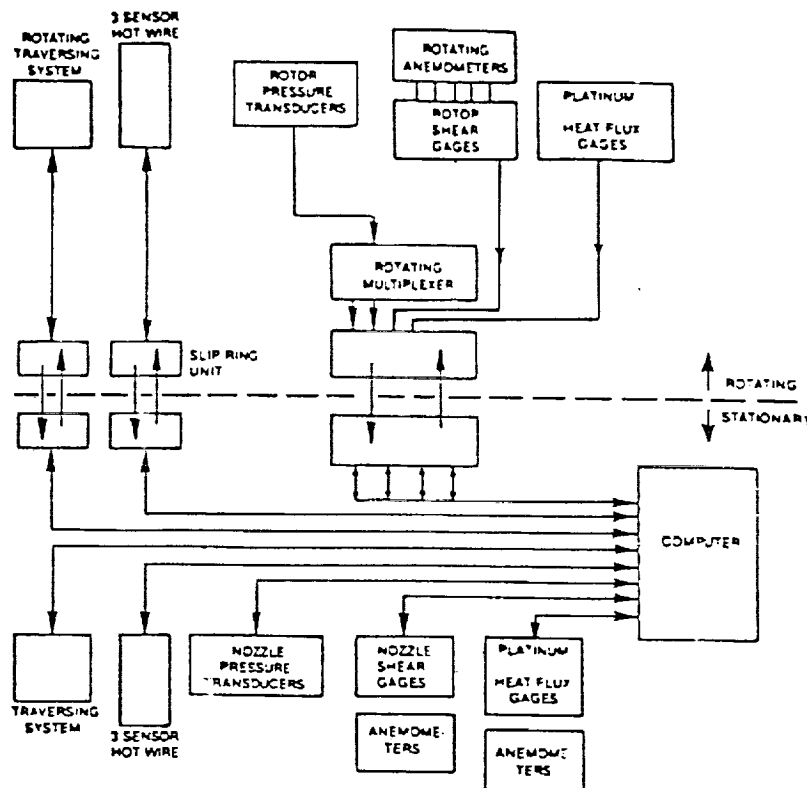 3 SENSOR
HOT WIRE
ROTATING
TRAVERSING
SYSTEM
ROTOR
PRESSURE
TRANSDUCERS
ROTATING
ANEMOMETERS
ROTOR
SHEAR
GAGES
PLATINUM
HEAT FLUX
GAGES
ROTATING
MULTIPLEXER
SLIP RING
UNIT
ROTATING
STATIONARY
COMPUTER
TRAVERSING
SYSTEM
3 SENSOR
HOT WIRE
NOZZLE
PRESSURE
TRANSDUCERS
NOZZLE
SHEAR
GAGES
ANEMOME-
TERS
PLATINUM
HEAT FLUX
GAGES
ANEMOME-
TERS